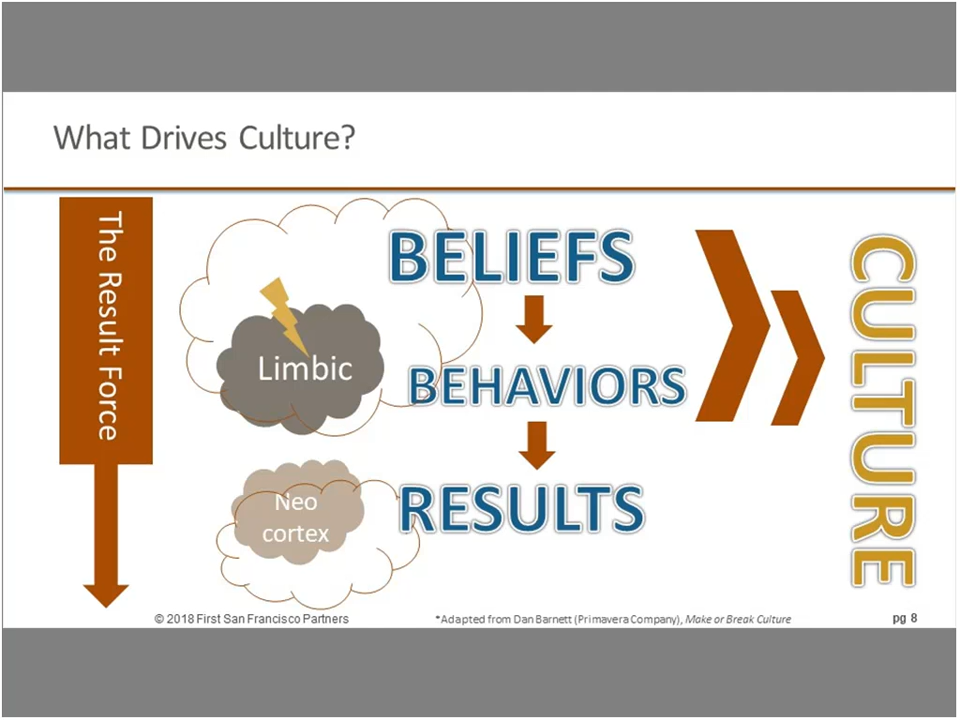 What Drives Culture?
The Result Force
BELIEFS
Limbic
BEHAVIORS
Neo
cortex
RESULTS
CULTURE
© 2018 First San Francisco Partners
*Adapted from Dan Barnett (Primavera Company), Make or Break Culture
pg 8